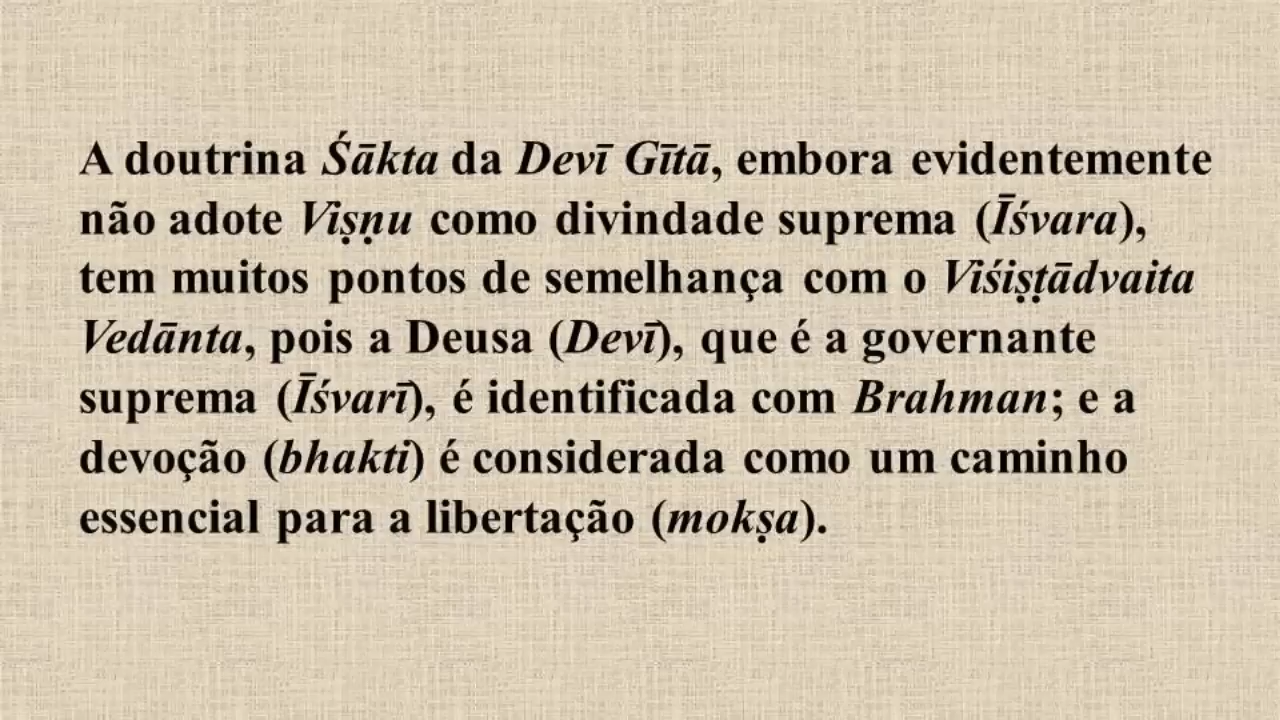 A doutrina Śākta da Devī Gītā, embora evidentemente
não adote Viṣṇu como divindade suprema (Īśvara),
tem muitos pontos de semelhança com o Viśiṣṭādvaita
Vedānta, pois a Deusa (Devī), que é a governante
suprema (Īśvarī), é identificada com Brahman; e a
devoção (bhakti) é considerada como um caminho
essencial para a libertação (mokṣa).